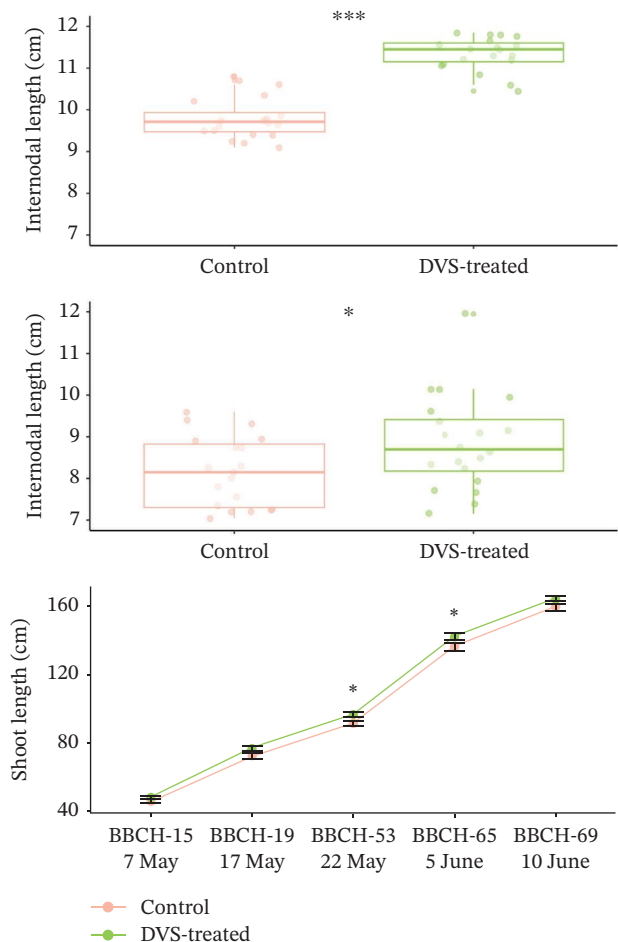 ***
Internodal length (cm)
12
11
10
9
8
7
Control DVS-treated
*
Internodal length (cm)
12
11
10
9
8
7
Control DVS-treated
Shoot length (cm)
160
120
80
40
*
*
BBCH-15 BBCH-19 BBCH-53 BBCH-65 BBCH-69
7 May 17 May 22 May 5 June 10 June
Control
DVS-treated